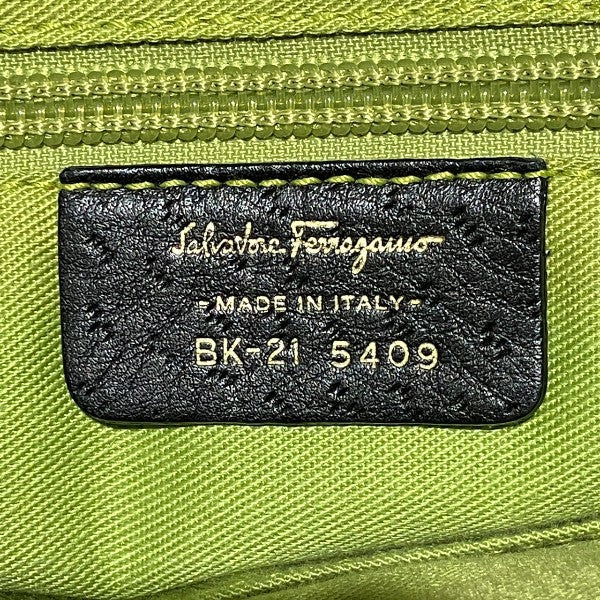 Salvatore Ferragamo
-MADE IN ITALY-
BK-21 5409